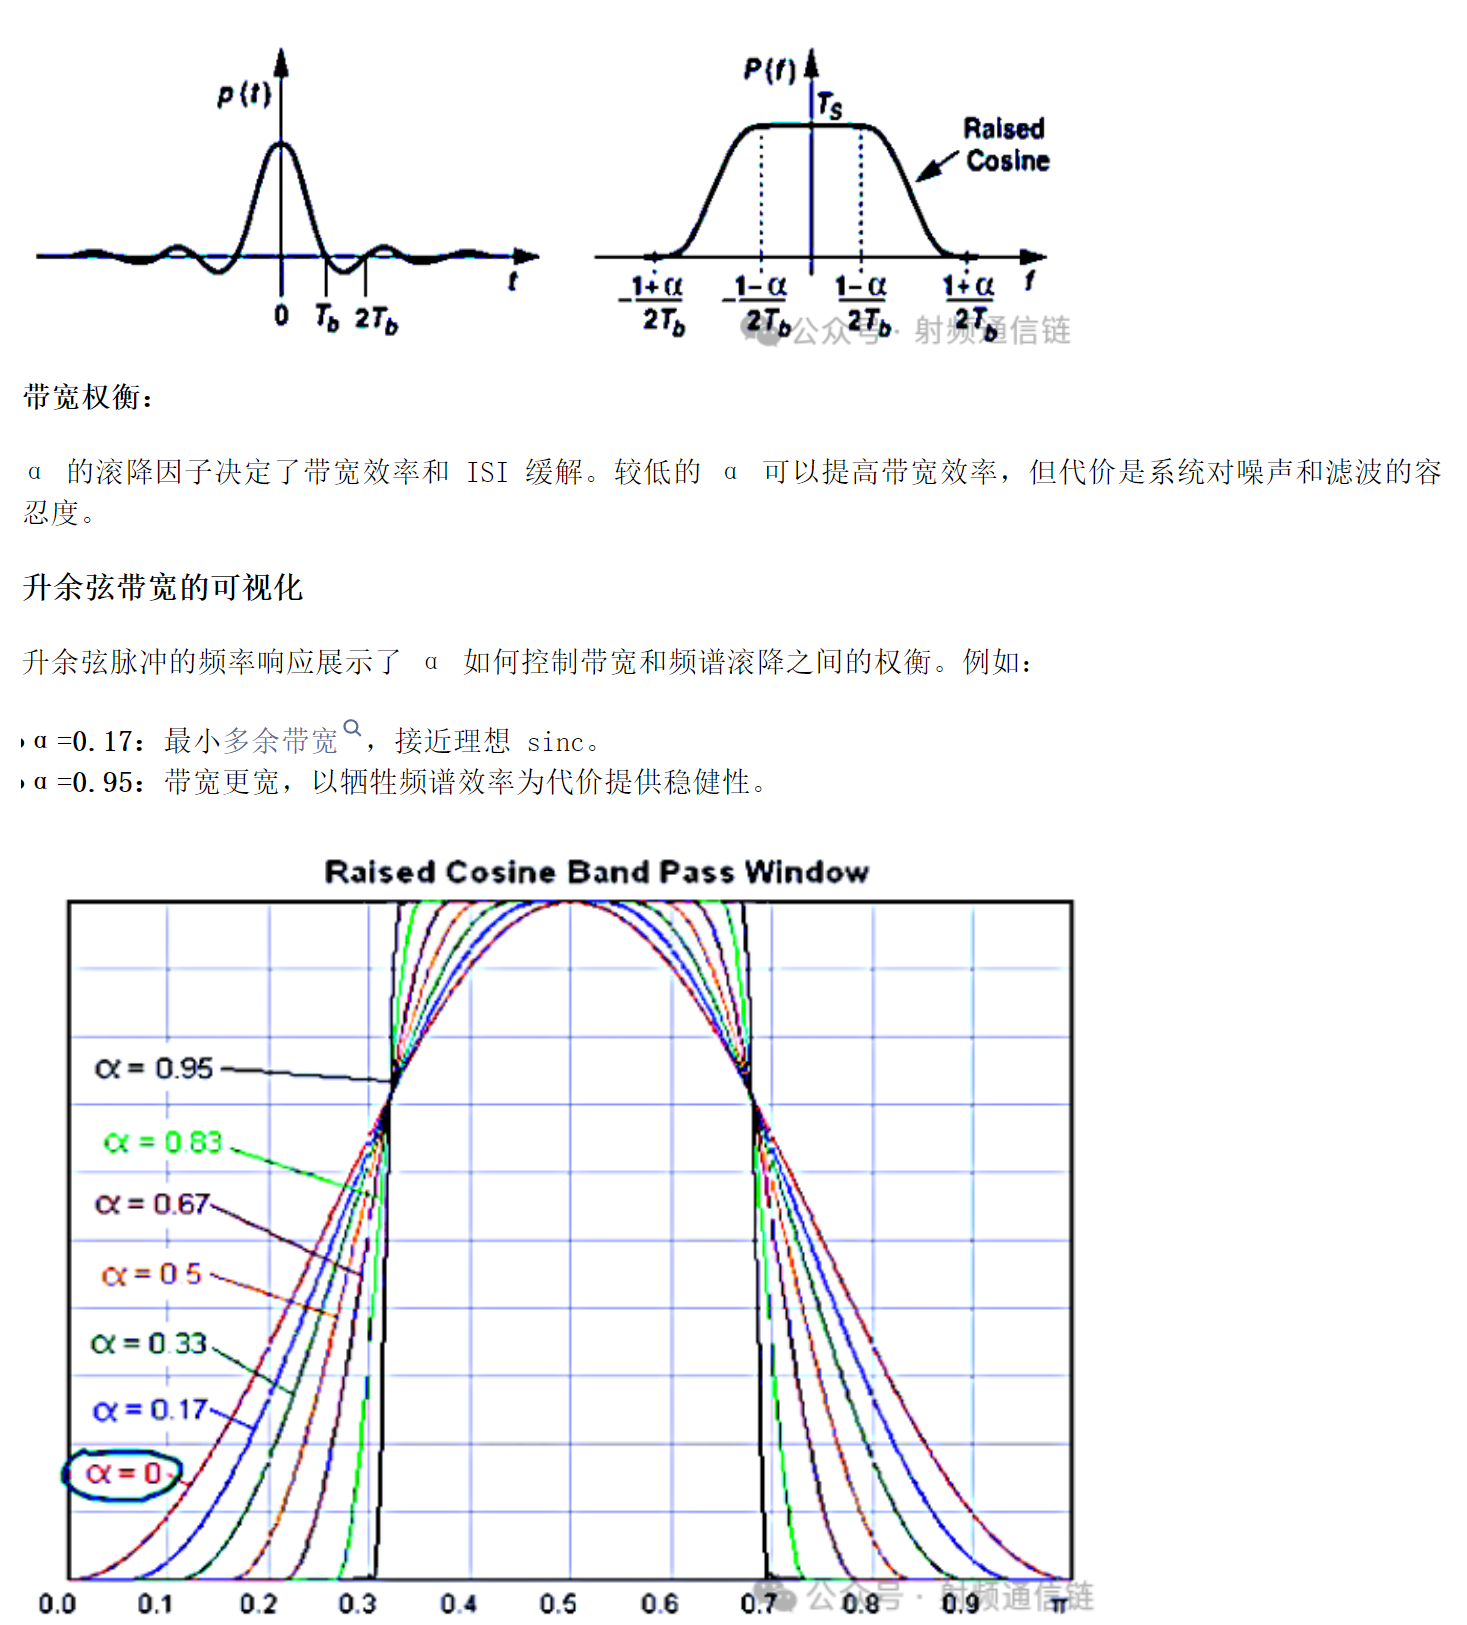 p(t)
t
0 T_b 2T_b
P(f)
T_S
Raised
Cosine
f
-1+α/2T_b -1-α/2T_b 1-α/2T_b 1+α/2T_b
公众号 · 射频通信链
带宽权衡：
α 的滚降因子决定了带宽效率和 ISI 缓解。较低的 α 可以提高带宽效率，但代价是系统对噪声和滤波的容
忍度。
升余弦带宽的可视化
升余弦脉冲的频率响应展示了 α 如何控制带宽和频谱滚降之间的权衡。例如：
α=0.17：最小多余带宽，接近理想 sinc。
α=0.95：带宽更宽，以牺牲频谱效率为代价提供稳健性。
Raised Cosine Band Pass Window
α = 0.95
α = 0.83
α = 0.67
α = 0 5
α = 0.33
α = 0.17
α = 0
0.0 0.1 0.2 0.3 0.4 0.5 0.6 0.7 0.8 0.9 π
公众号 · 射频通信链